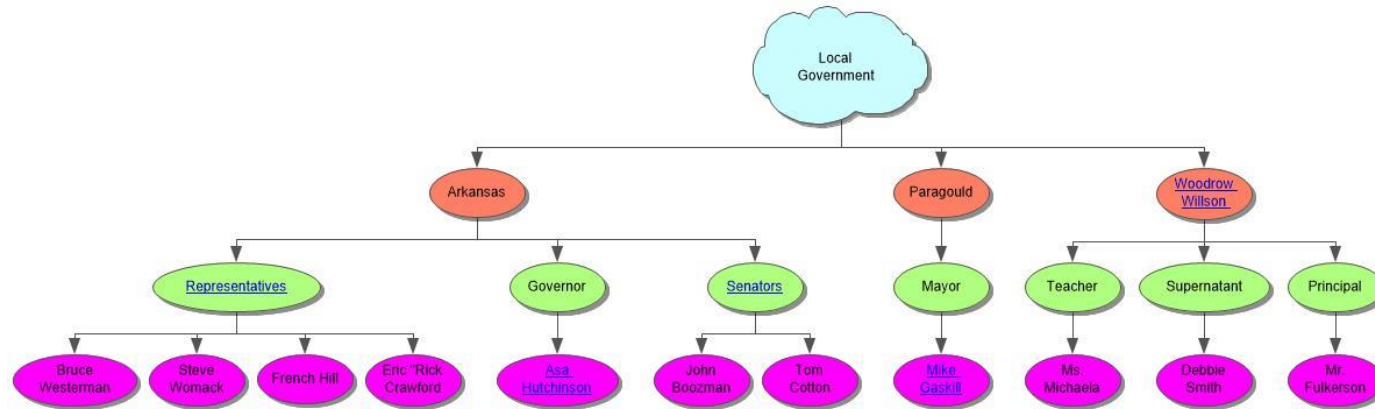 Local
Government
Arkansas
Paragould
Woodrow
Willson
Representatives
Governor
Senators
Mayor
Teacher
Supernatant
Principal
Bruce
Westerman
Steve
Womack
French Hill
Eric "Rick
Crawford
Asa
Hutchinson
John
Boozman
Tom
Cotton
Mike
Gaskill
Ms.
Michaela
Debbie
Smith
Mr.
Fulkerson